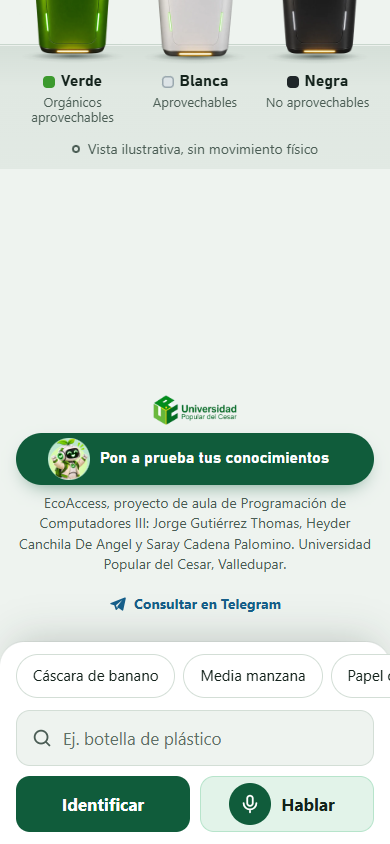 Verde
Blanca
Negra
Orgánicos
aprovechables
Aprovechables
No aprovechables
Vista ilustrativa, sin movimiento físico
Universidad
Popular del Cesar
Pon a prueba tus conocimientos
EcoAccess, proyecto de aula de Programación de
Computadores III: Jorge Gutiérrez Thomas, Heyder
Canchila De Angel y Saray Cadena Palomino. Universidad
Popular del Cesar, Valledupar.
Consultar en Telegram
Cáscara de banano
Media manzana
Papel
Ej. botella de plástico
Identificar
Hablar